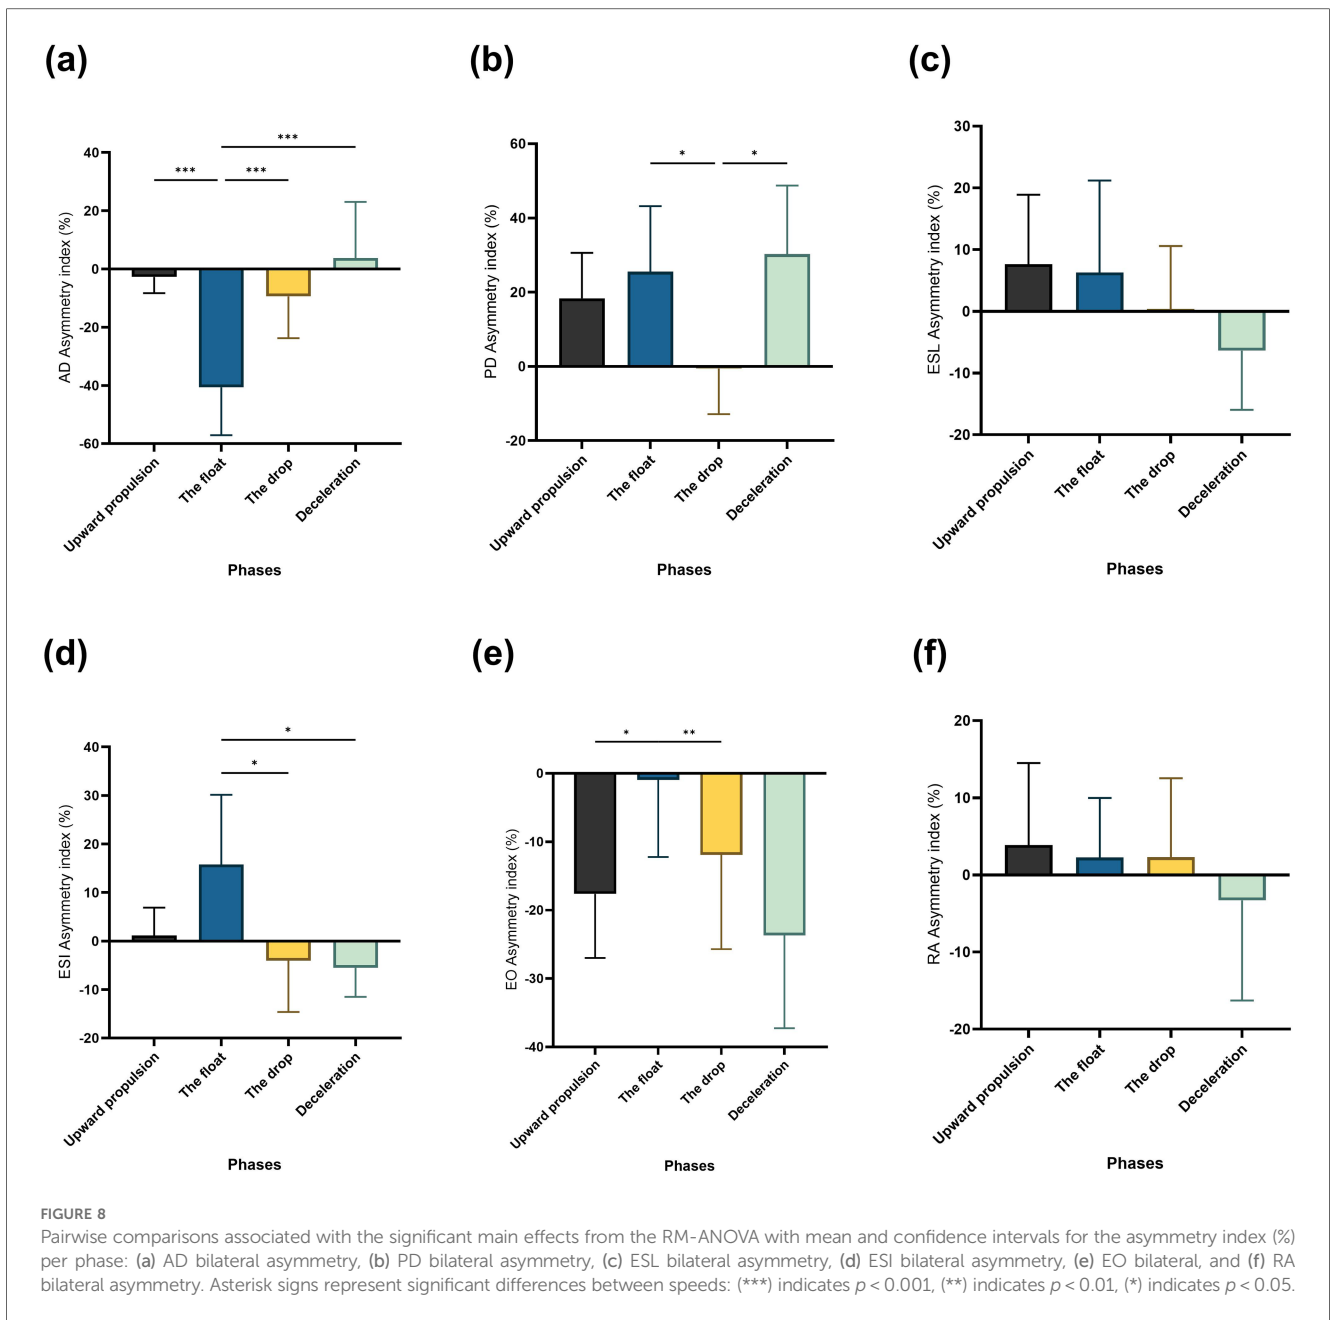 (a)
***
***
***
40
20
0
-20
-40
-60
AD Asymmetry index (%)
Upward propulsion
The float
The drop
Deceleration
Phases
(b)
*
*
60
40
20
0
-20
PD Asymmetry index (%)
Upward propulsion
The float
The drop
Deceleration
Phases
(c)
30
20
10
0
-10
-20
ESL Asymmetry index (%)
Upward propulsion
The float
The drop
Deceleration
Phases
(d)
*
*
40
30
20
10
0
-10
-20
ESI Asymmetry index (%)
Upward propulsion
The float
The drop
Deceleration
Phases
(e)
*
**
0
-10
-20
-30
-40
EO Asymmetry index (%)
Upward propulsion
The float
The drop
Deceleration
Phases
(f)
20
10
0
-10
-20
RA Asymmetry index (%)
Upward propulsion
The float
The drop
Deceleration
Phases
FIGURE 8
Pairwise comparisons associated with the significant main effects from the RM-ANOVA with mean and confidence intervals for the asymmetry index (%)
per phase: (a) AD bilateral asymmetry, (b) PD bilateral asymmetry, (c) ESL bilateral asymmetry, (d) ESI bilateral asymmetry, (e) EO bilateral, and (f) RA
bilateral asymmetry. Asterisk signs represent significant differences between speeds: (***) indicates p < 0.001, (**) indicates p < 0.01, (*) indicates p < 0.05.